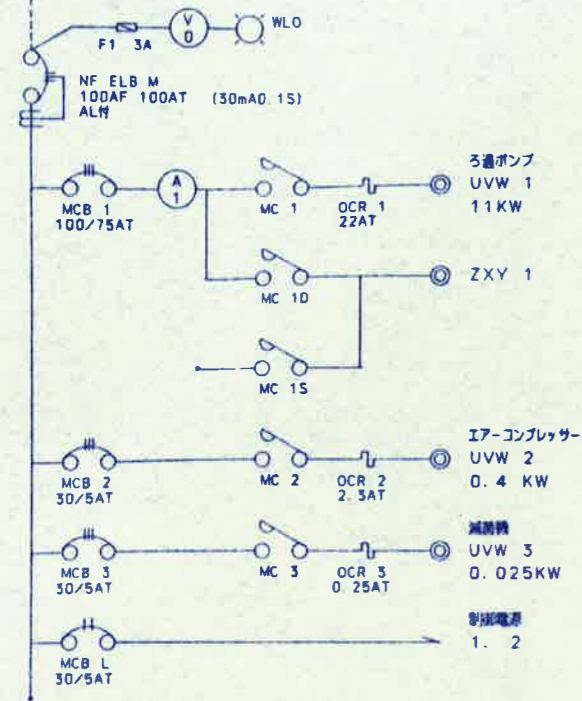 V
0
WLO
F1 3A
NF ELB M
100AF 100AT (30mA0.1S)
AL付
MCB 1
100/75AT
A
1
MC 1
OCR 1
22AT
ろ過ポンプ
UVW 1
11KW
MC 1D
ZXY 1
MC 1S
MCB 2
30/5AT
MC 2
OCR 2
2.3AT
エアーコンプレッサー
UVW 2
0.4 KW
MCB 3
30/5AT
MC 3
OCR 3
0.25AT
滅菌機
UVW 3
0.025KW
MCB L
30/5AT
制御電源
1. 2